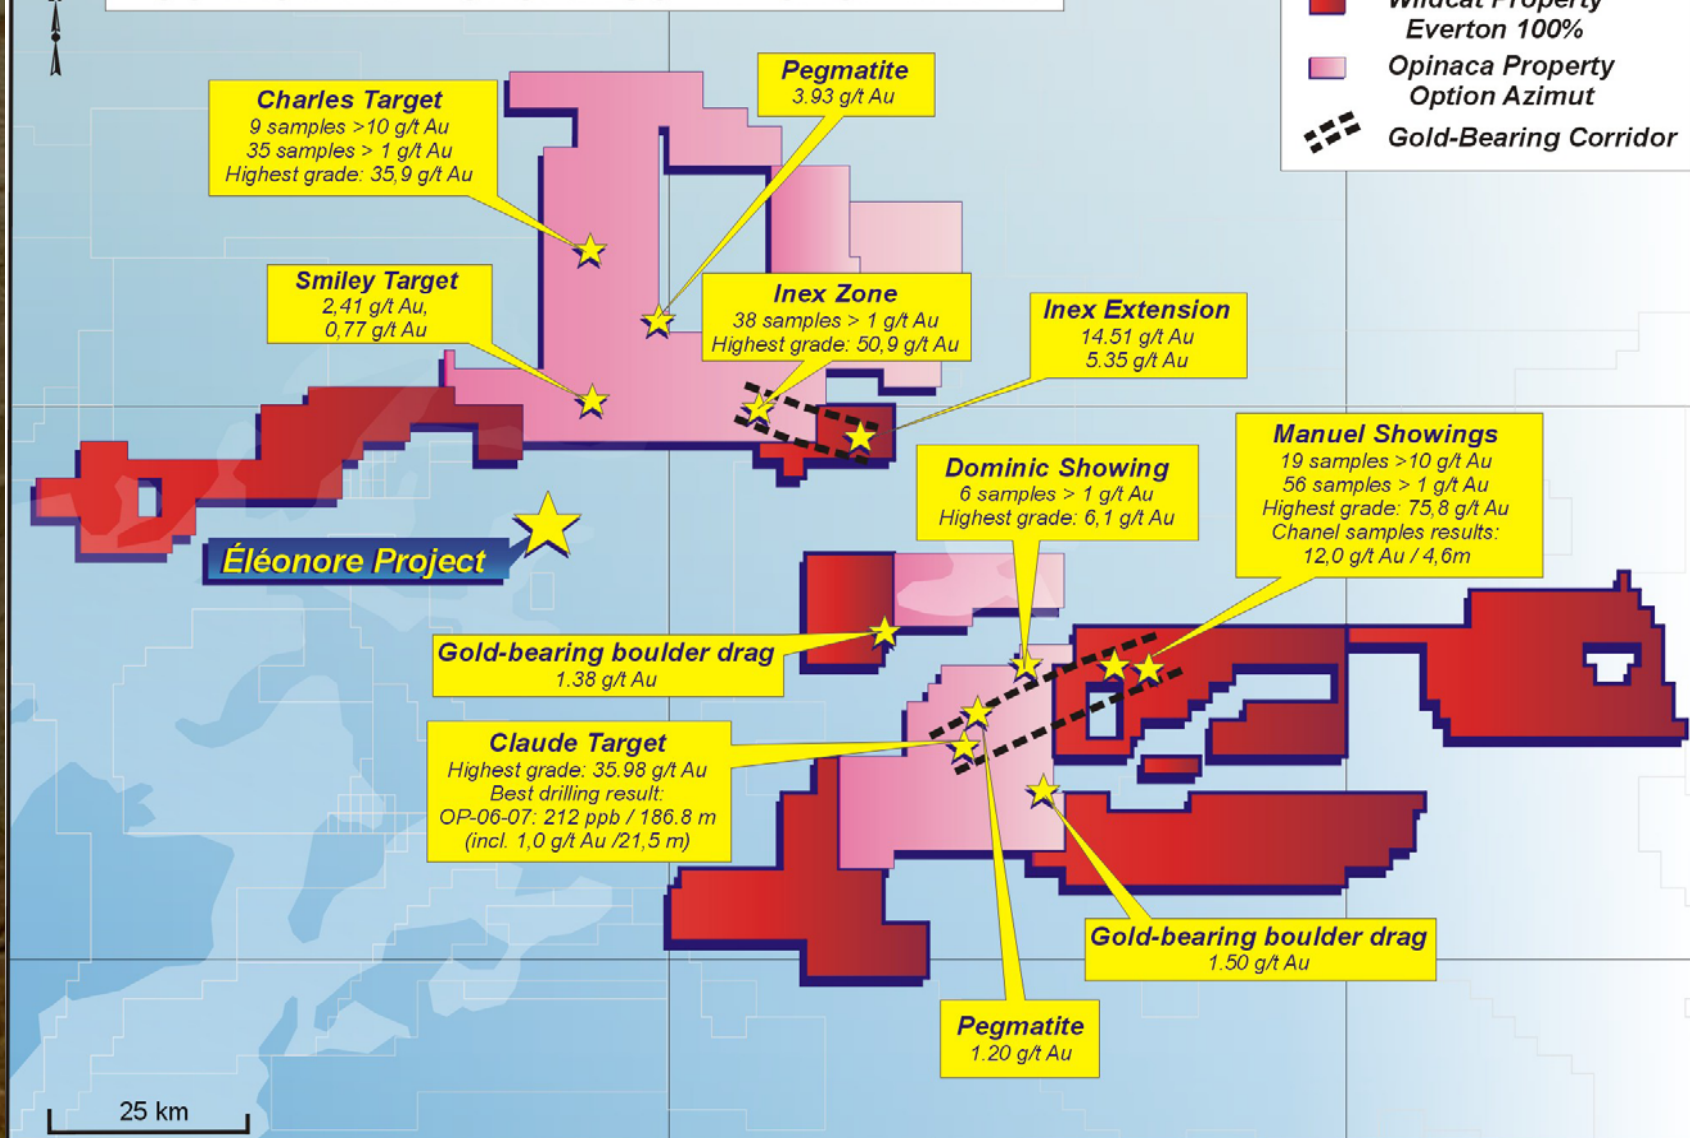 Wildcat Property
Everton 100%
Opinaca Property
Option Azimut
Gold-Bearing Corridor
Pegmatite
3.93 g/t Au
Charles Target
9 samples >10 g/t Au
35 samples > 1 g/t Au
Highest grade: 35,9 g/t Au
Smiley Target
2,41 g/t Au,
0,77 g/t Au
Inex Zone
38 samples > 1 g/t Au
Highest grade: 50,9 g/t Au
Inex Extension
14.51 g/t Au
5.35 g/t Au
Manuel Showings
19 samples >10 g/t Au
56 samples > 1 g/t Au
Highest grade: 75,8 g/t Au
Chanel samples results:
12,0 g/t Au / 4,6m
Dominic Showing
6 samples > 1 g/t Au
Highest grade: 6,1 g/t Au
Éléonore Project
Gold-bearing boulder drag
1.38 g/t Au
Claude Target
Highest grade: 35.98 g/t Au
Best drilling result:
OP-06-07: 212 ppb / 186.8 m
(incl. 1,0 g/t Au /21,5 m)
Gold-bearing boulder drag
1.50 g/t Au
Pegmatite
1.20 g/t Au
25 km